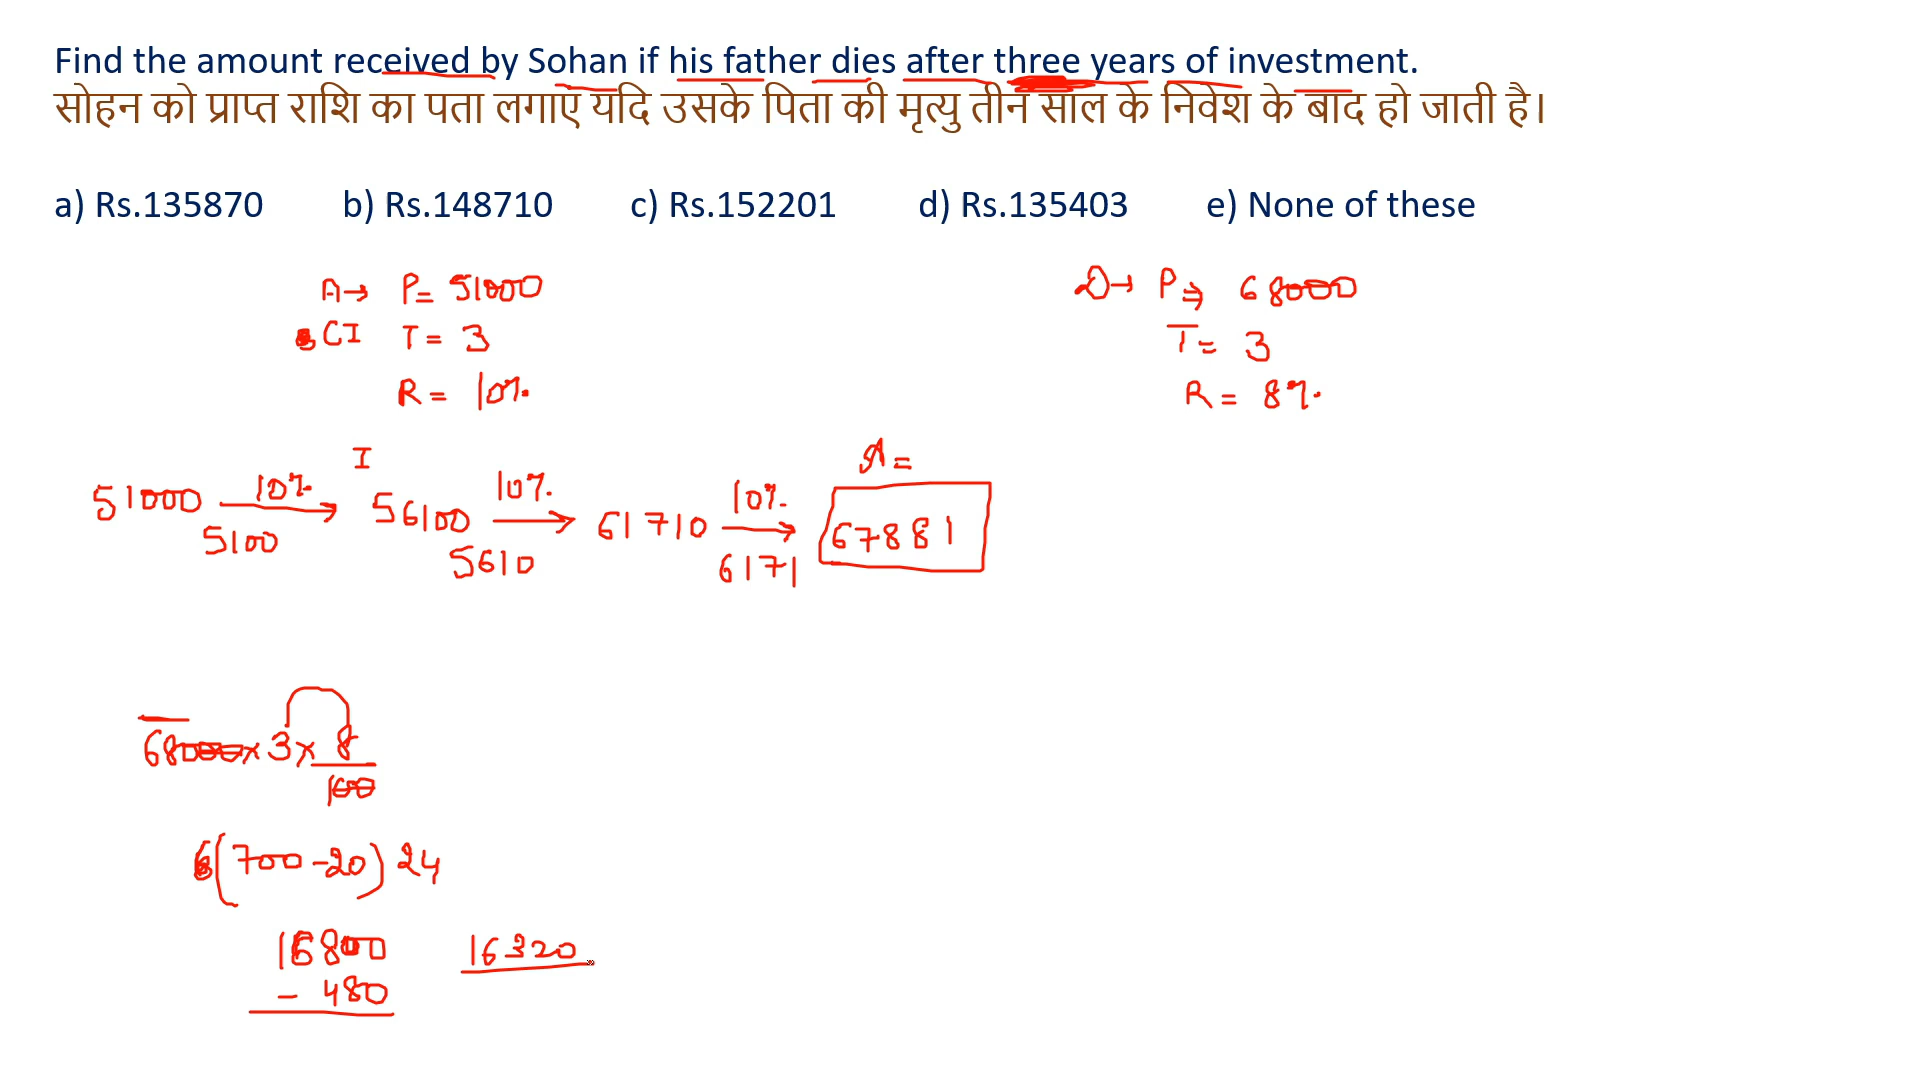 Find the amount received by Sohan if his father dies after three years of investment.
सोहन को प्राप्त राशि का पता लगाएं यदि उसके पिता की मृत्यु तीन साल के निवेश के बाद हो जाती है।
a) Rs.135870 b) Rs.148710 c) Rs.152201 d) Rs.135403 e) None of these
A→ P= 51000
CI T= 3
R= 10%
D→ P⇒ 68000
T= 3
R= 8%
I
A=
51000 10% 5100 → 56100 10% 5610 → 61710 10% 6171 → 67881
68000×3×8
100
(700-20) 24
16800 16320
- 480